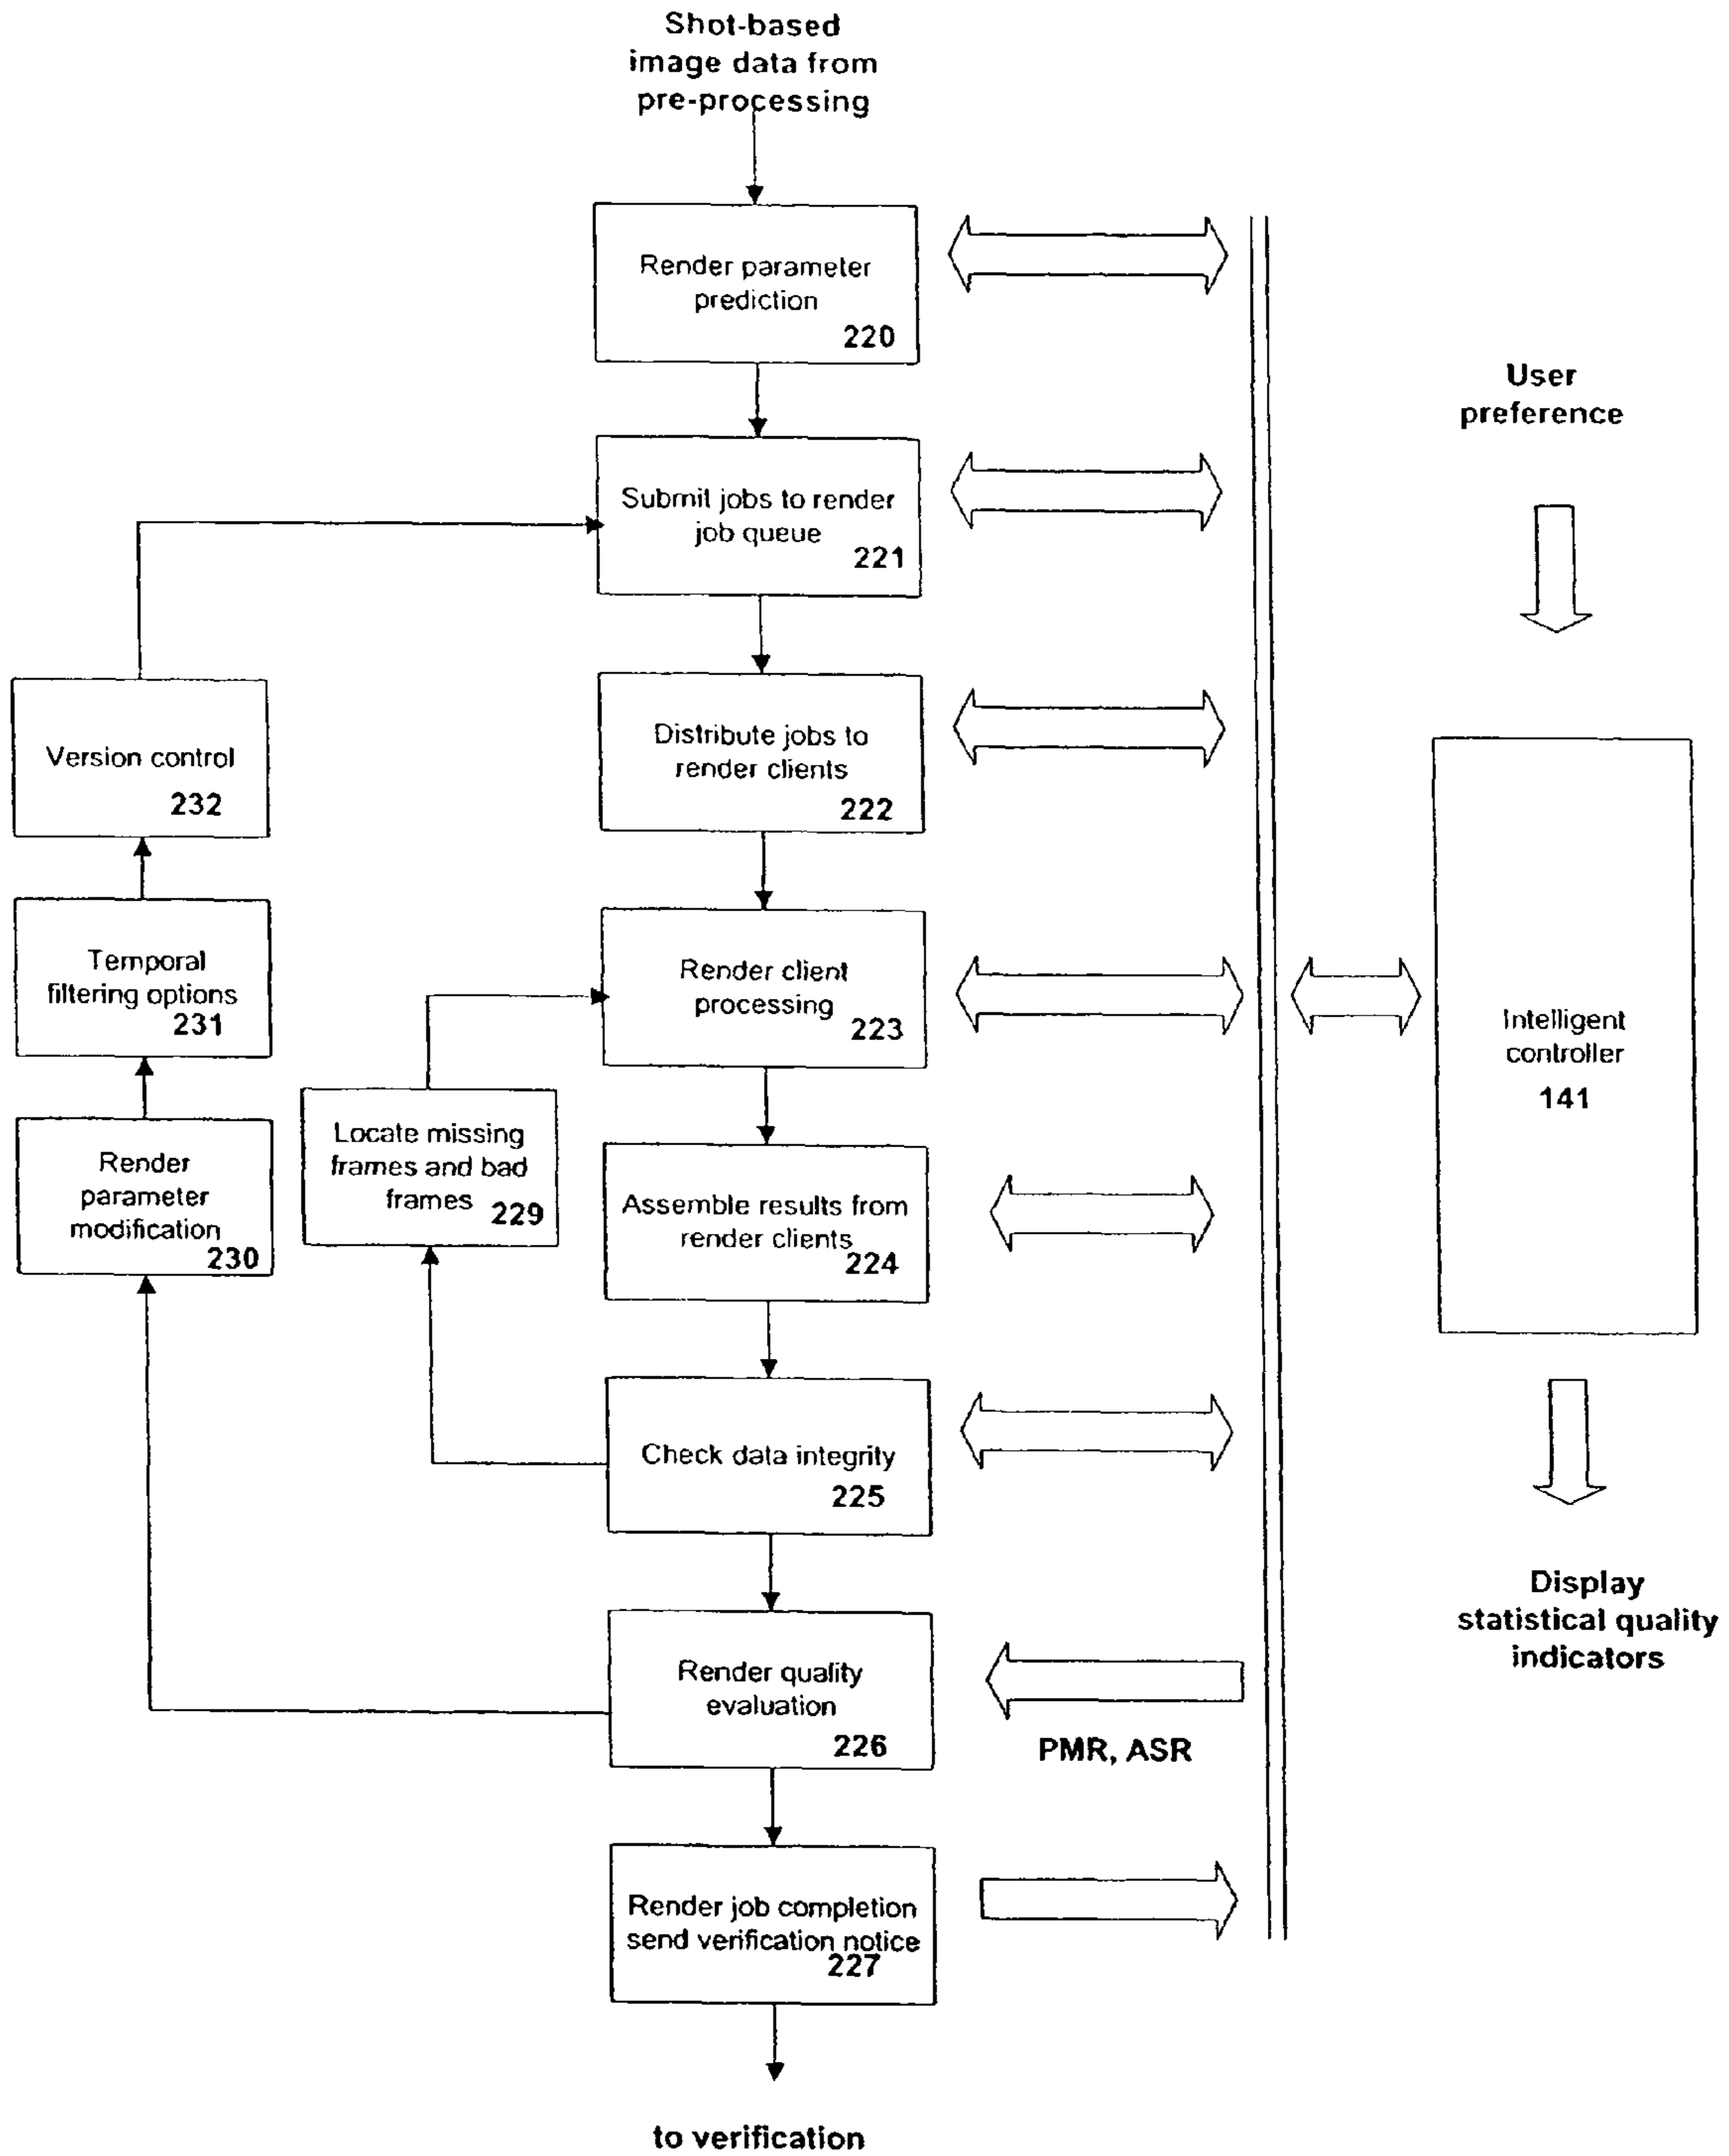 Shot-based
image data from
pre-processing
Render parameter
prediction
220
User
preference
Submit jobs to render
job queue
221
Version control
232
Distribute jobs to
render clients
222
Temporal
filtering options
231
Render client
processing
223
Intelligent
controller
141
Locate missing
frames and bad
frames 229
Render
parameter
modification
230
Assemble results from
render clients
224
Check data integrity
225
Display
statistical quality
indicators
Render quality
evaluation
226
PMR, ASR
Render job completion
send verification notice
227
to verification